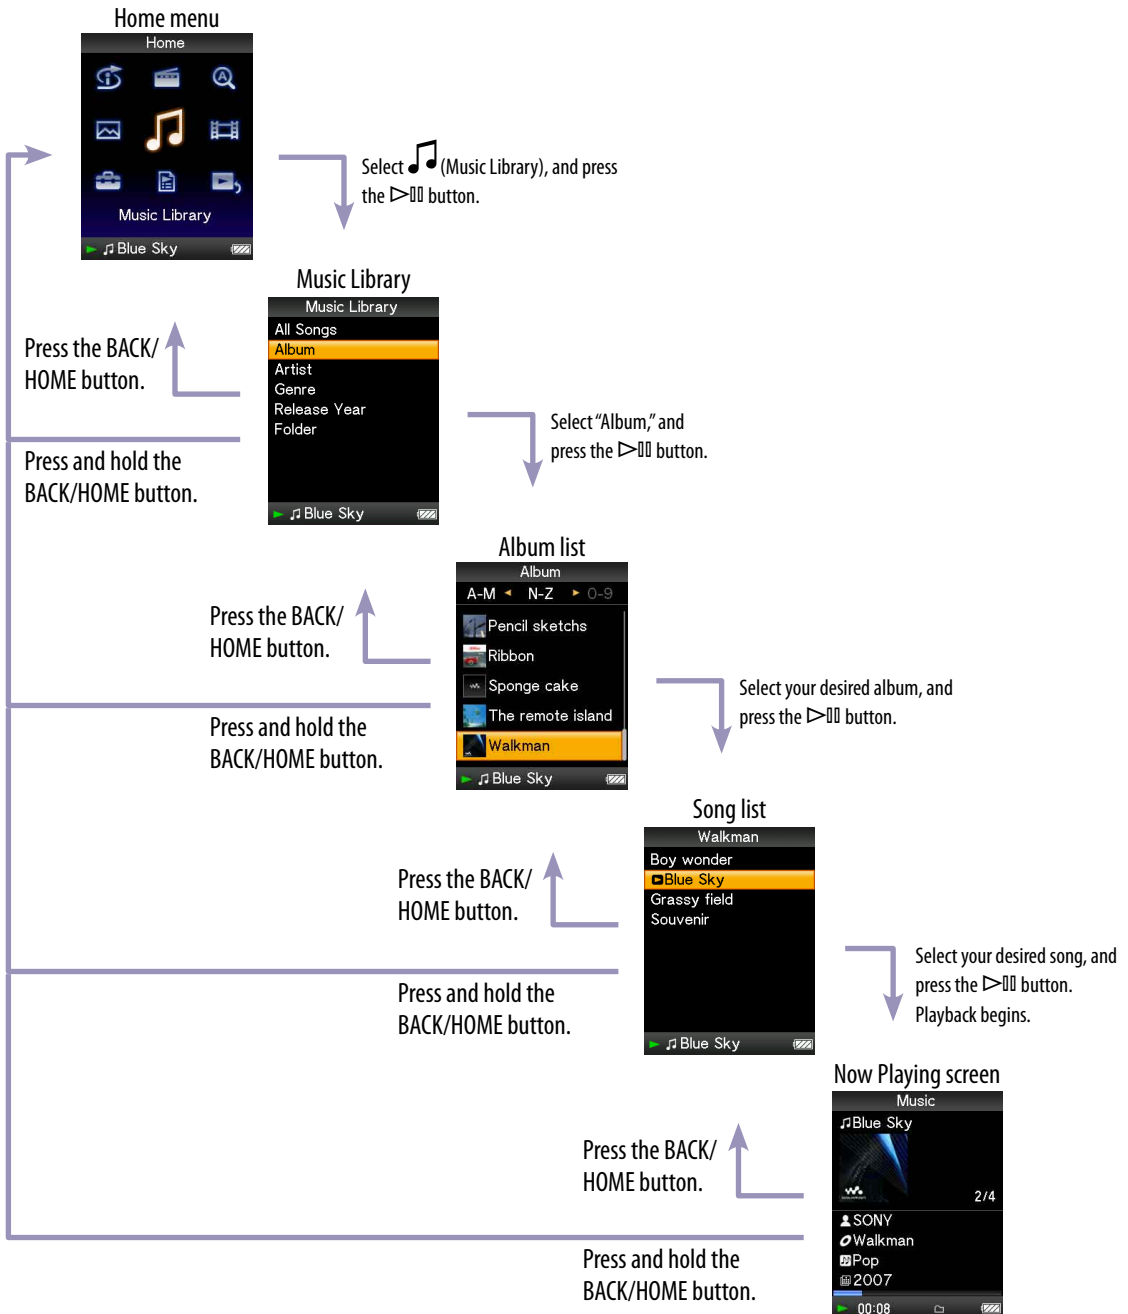 Home menu
Home
Music Library
Blue Sky
Select (Music Library), and press
the button.
Music Library
Music Library
All Songs
Album
Artist
Genre
Release Year
Folder
Blue Sky
Press the BACK/
HOME button.
Press and hold the
BACK/HOME button.
Select “Album,” and
press the button.
Album list
Album
A-M N-Z 0-9
Pencil sketchs
Ribbon
Sponge cake
The remote island
Walkman
Blue Sky
Press the BACK/
HOME button.
Press and hold the
BACK/HOME button.
Select your desired album, and
press the button.
Song list
Walkman
Boy wonder
Blue Sky
Grassy field
Souvenir
Blue Sky
Press the BACK/
HOME button.
Press and hold the
BACK/HOME button.
Select your desired song, and
press the button.
Playback begins.
Now Playing screen
Music
Blue Sky
2/4
SONY
Walkman
Pop
2007
00:08
Press the BACK/
HOME button.
Press and hold the
BACK/HOME button.